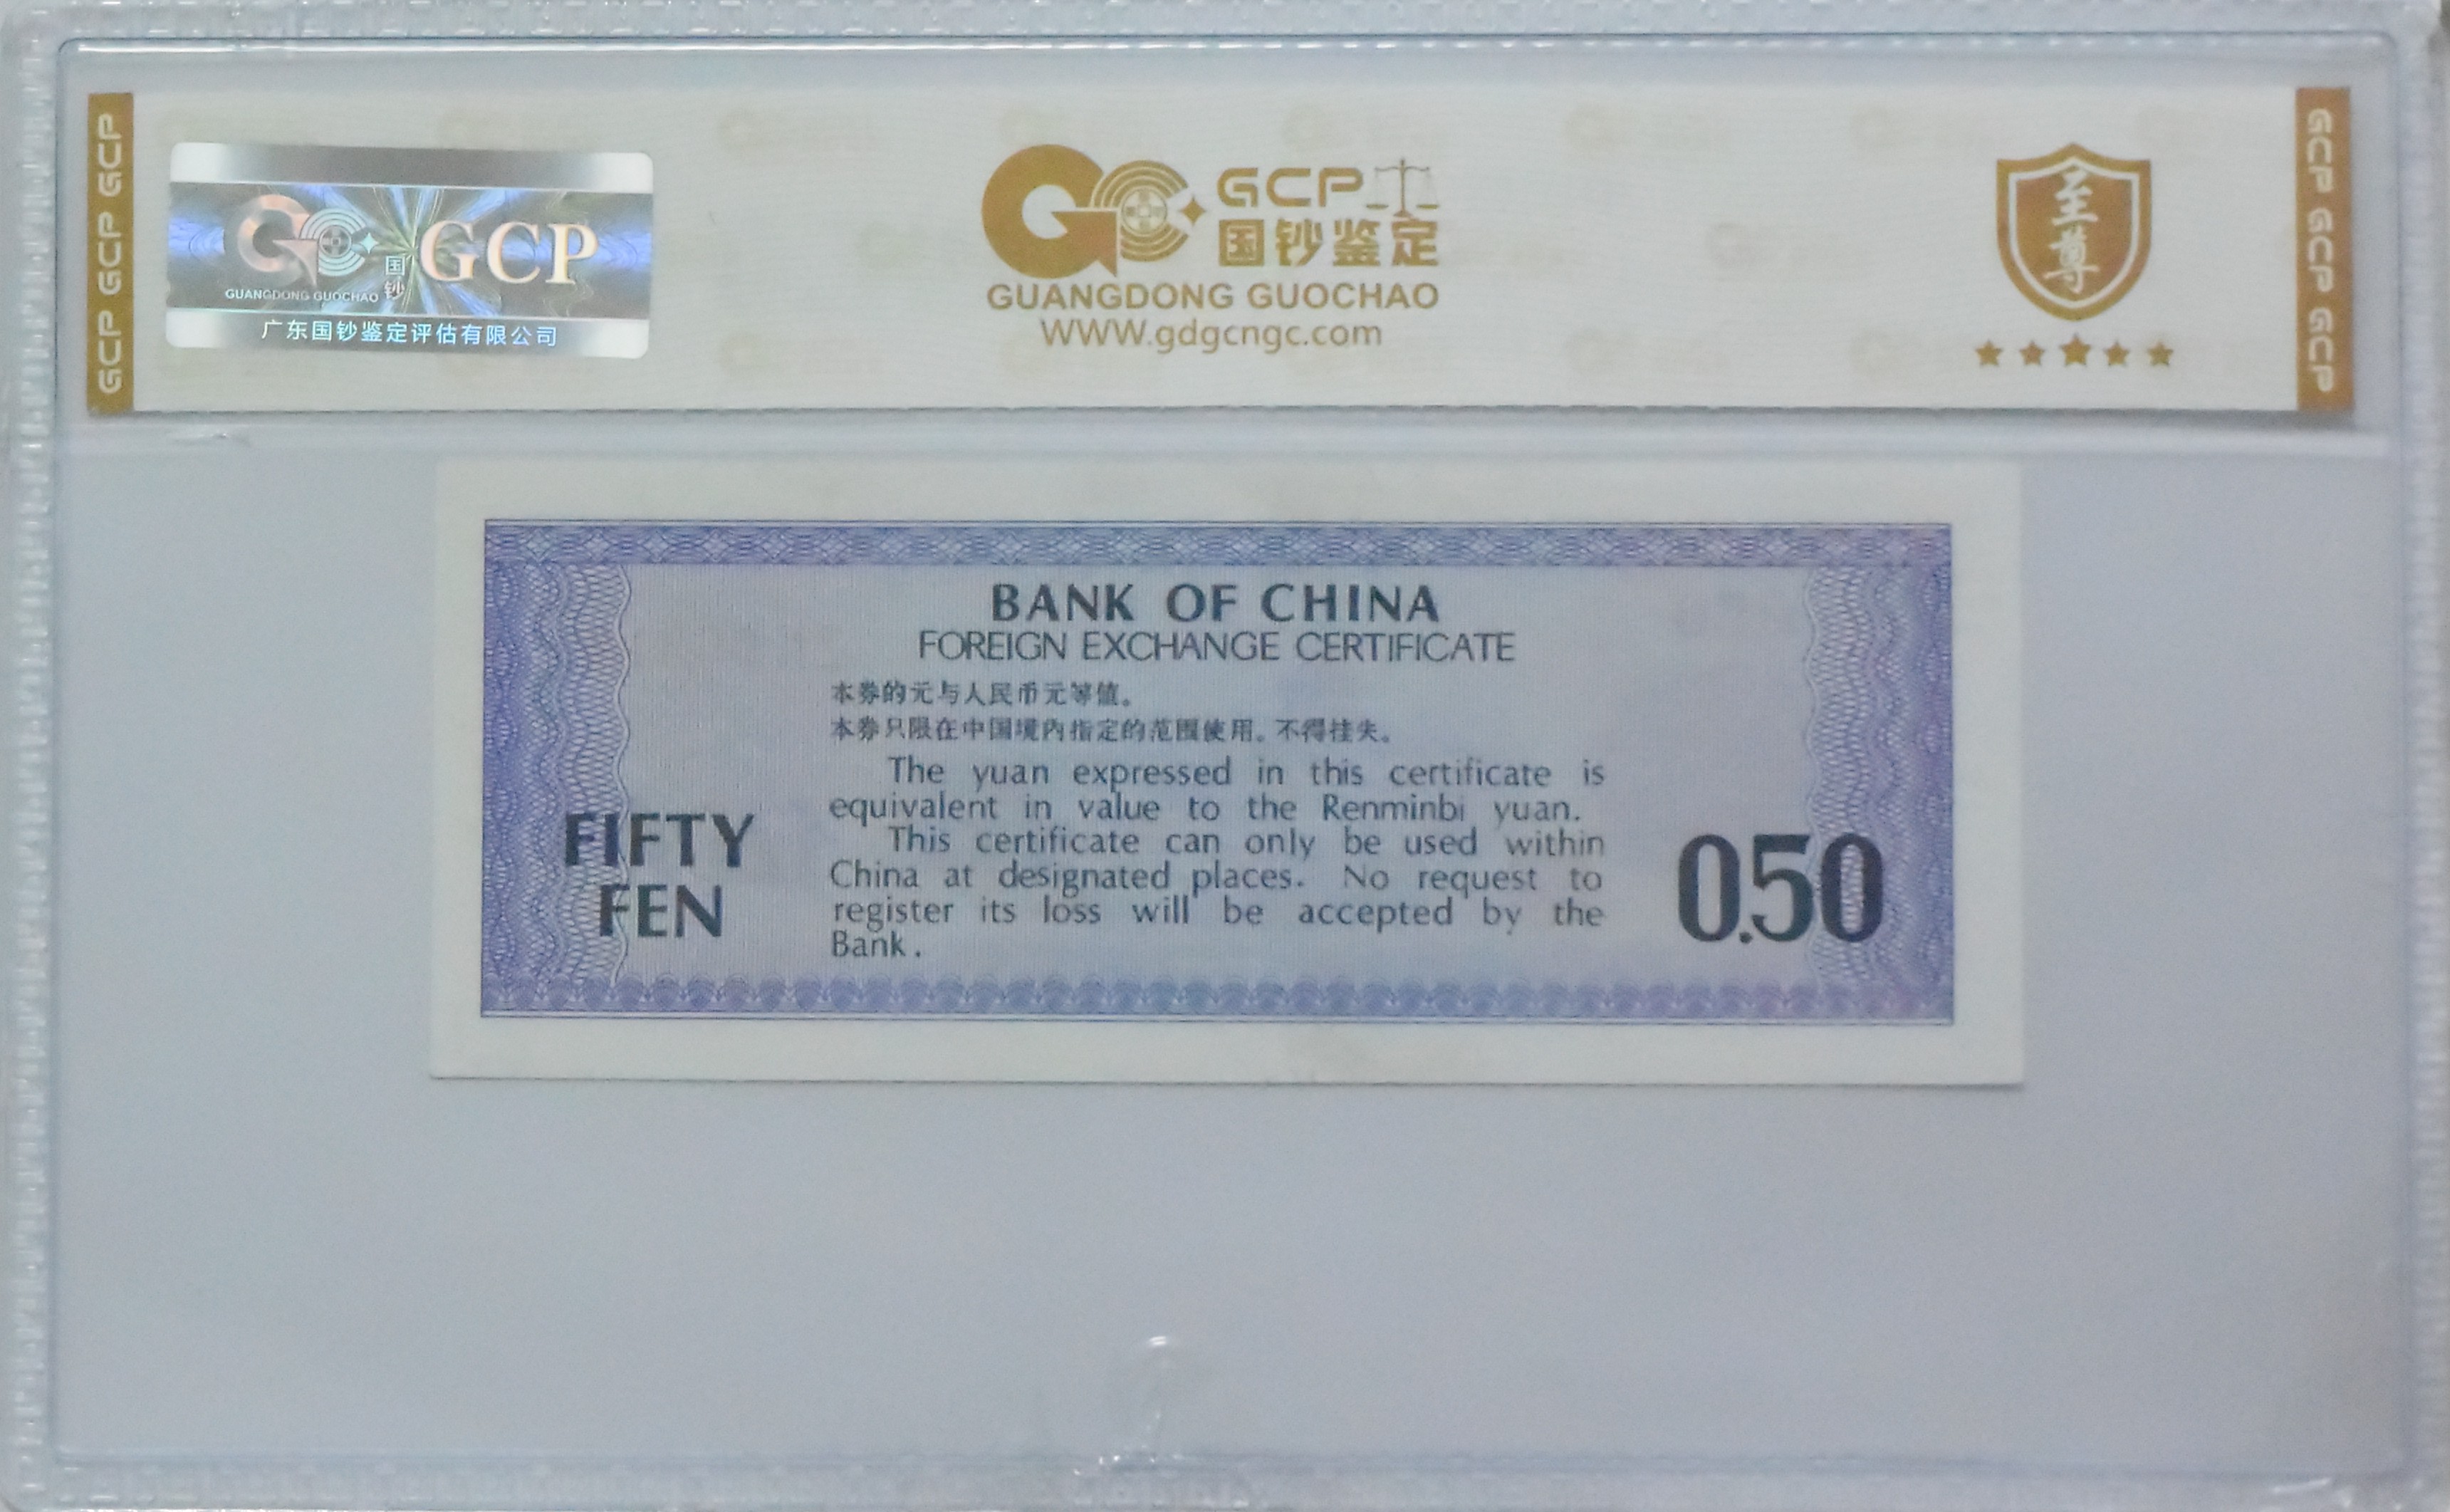 GCP GCP GCP
GC 国钞 GCP
GUANGDONG GUOCHAO
广东国钞鉴定评估有限公司
GC GCP
国钞鉴定
GUANGDONG GUOCHAO
WWW.gdgcngc.com
至尊
GCP GCP GCP
BANK OF CHINA
FOREIGN EXCHANGE CERTIFICATE
本券的元与人民币元等值。
本券只限在中国境内指定的范围使用。不得挂失。
The yuan expressed in this certificate is
equivalent in value to the Renminbi yuan.
This certificate can only be used within
China at designated places. No request to
register its loss will be accepted by the
Bank.
FIFTY
FEN
0.50